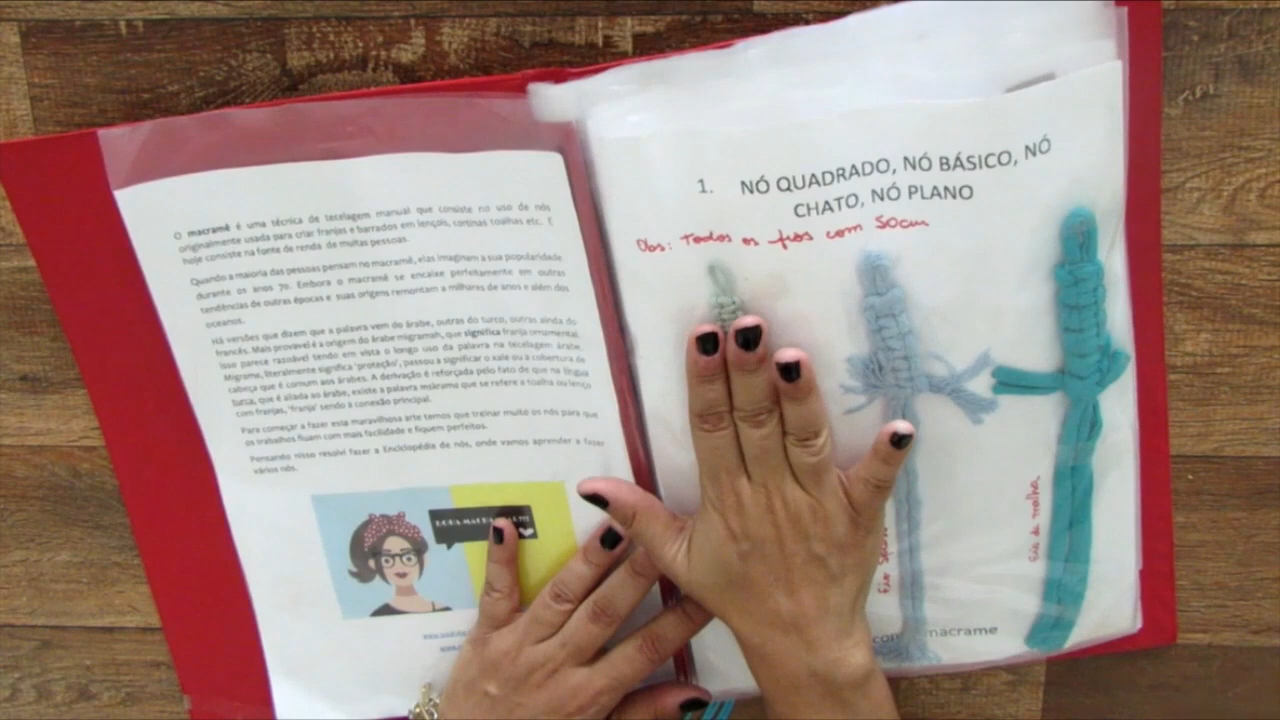 O macramê é uma técnica de tecelagem manual que consiste no uso de nós
originalmente usada para criar franjas e barrados em lençois, cortinas toalhas etc. E
hoje consiste na fonte de renda de muitas pessoas.
Quando a maioria das pessoas pensam no macramê, elas imaginam a sua popularidade
durante os anos 70. Embora o macramê se encaixe perfeitamente em outras
tendências de outras épocas e suas origens remontam a milhares de anos e além dos
oceanos.
Há versões que dizem que a palavra vem do árabe, outras do turco, outras ainda do
francês. Mais provável é a origem do árabe migramah, que significa franja ornamental.
Isso parece razoável tendo em vista o longo uso da palavra na tecelagem árabe.
Migrame, literalmente significa 'proteção', passou a significar o xale ou a cobertura de
cabeça que é comum aos árabes. A derivação é reforçada pelo fato de que na língua
turca, que é aliada ao árabe, existe a palavra makrama que se refere a toalha ou lenço
com franjas, 'franja' sendo a conexão principal.
Para começar a fazer esta maravilhosa arte temos que treinar muito os nós para que
os trabalhos fluam com mais facilidade e fiquem perfeitos.
Pensando nisso resolvi fazer a Enciclopédia de nós, onde vamos aprender a fazer
vários nós.
BORA
1. NÓ QUADRADO, NÓ BÁSICO, NÓ
CHATO, NÓ PLANO
Obs: Todos os fios com 50cm
Fio
Fio de malha
macrame